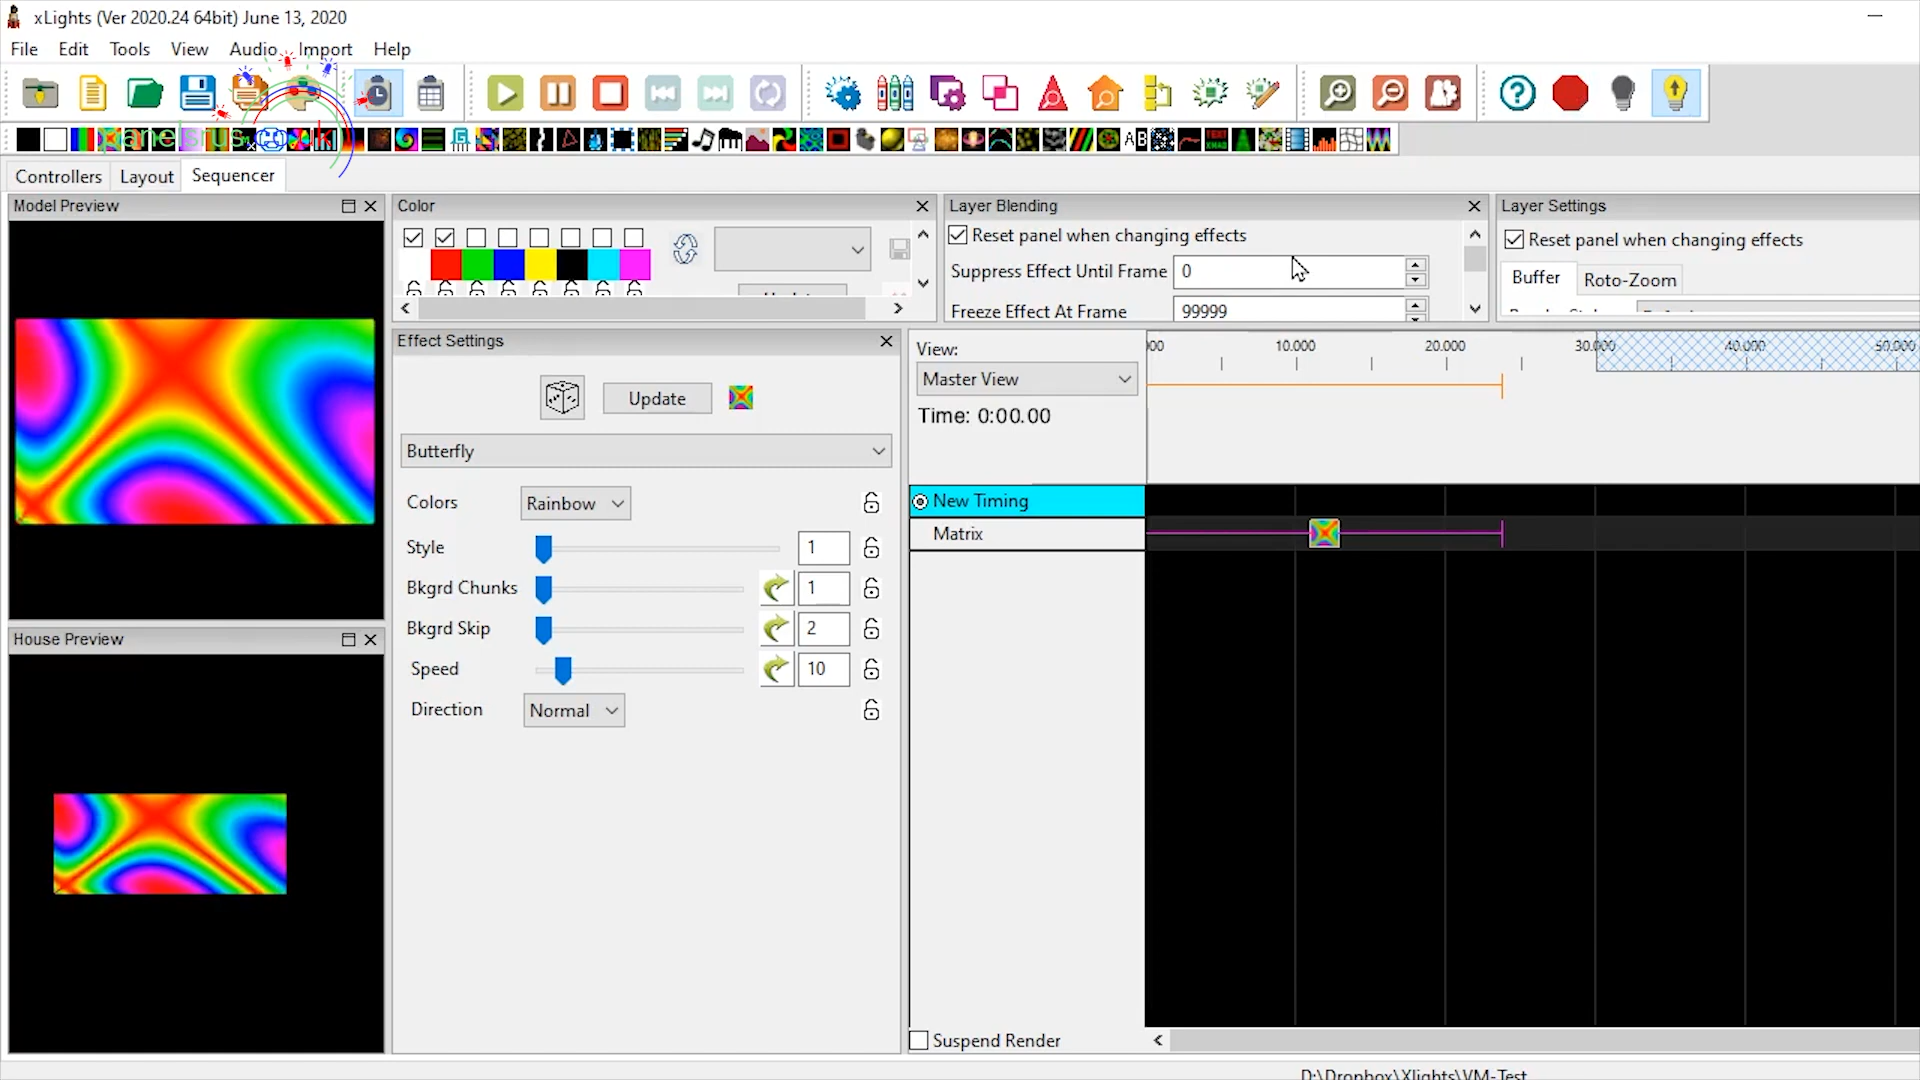 xLights (Ver 2020.24 64bit) June 13, 2020
File Edit Tools View Audio Import Help
Controllers Layout Sequencer
Model Preview
Color
Layer Blending
Layer Settings
Reset panel when changing effects
Reset panel when changing effects
Suppress Effect Until Frame 0
Buffer Roto-Zoom
Freeze Effect At Frame 99999
Effect Settings
View:
10.000 20.000 30.000 40.000 50.000
Master View
Update
Time: 0:00.00
Butterfly
Colors Rainbow
New Timing
Style 1
Matrix
Bkgrd Chunks 1
Bkgrd Skip 2
House Preview
Speed 10
Direction Normal
Suspend Render
D:\Dropbox\Xlights\VM-Test